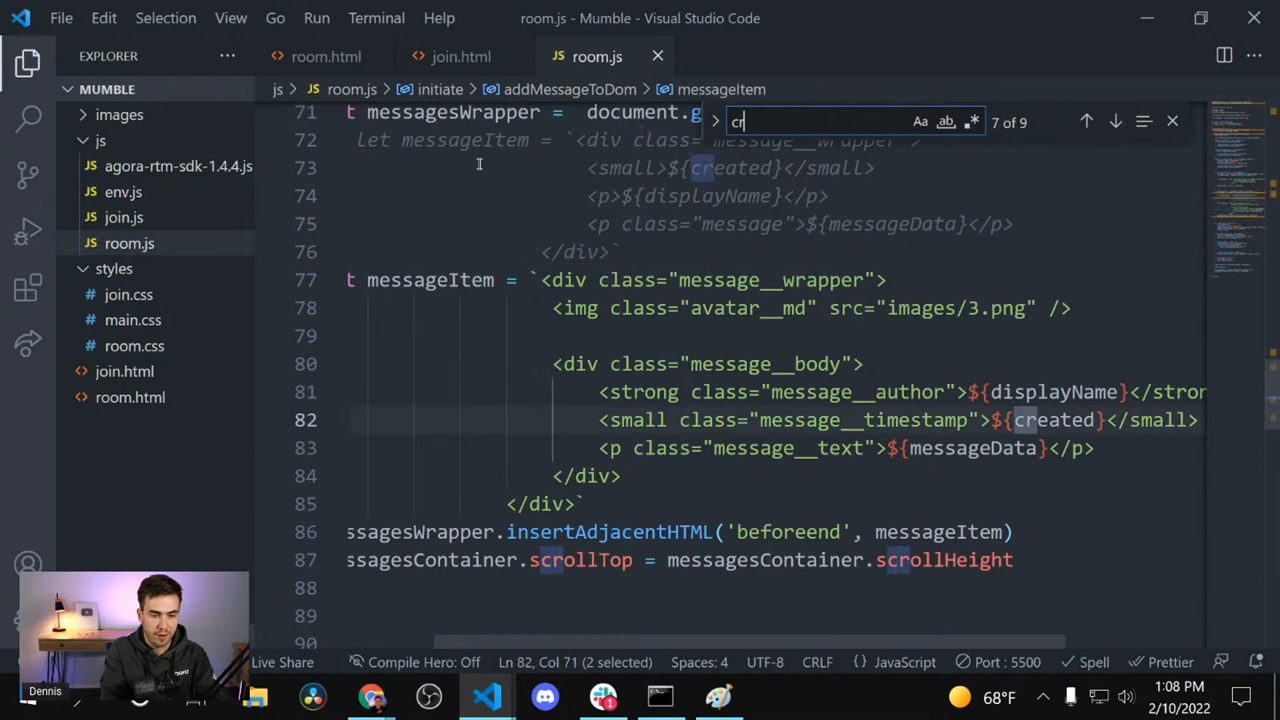 File Edit Selection View Go Run Terminal Help room.js - Mumble - Visual Studio Code
EXPLORER
room.html join.html room.js
MUMBLE
js > room.js > initiate > addMessageToDom > messageItem
images
js
agora-rtm-sdk-1.4.4.js
env.js
join.js
room.js
styles
join.css
main.css
room.css
join.html
room.html
cr Aa ab 7 of 9
71 t messagesWrapper = document.g
72 let messageItem = `<div class="message__wrapper">
73 <small>${created}</small>
74 <p>${displayName}</p>
75 <p class="message">${messageData}</p>
76 </div>`
77 t messageItem = `<div class="message__wrapper">
78 <img class="avatar__md" src="images/3.png" />
79
80 <div class="message__body">
81 <strong class="message__author">${displayName}</stron
82 <small class="message__timestamp">${created}</small>
83 <p class="message__text">${messageData}</p>
84 </div>
85 </div>`
86 ssagesWrapper.insertAdjacentHTML('beforeend', messageItem)
87 ssagesContainer.scrollTop = messagesContainer.scrollHeight
88
89
90
Live Share Compile Hero: Off Ln 82, Col 71 (2 selected) Spaces: 4 UTF-8 CRLF {} JavaScript Port : 5500 Spell Prettier
Dennis
68°F 1:08 PM
2/10/2022